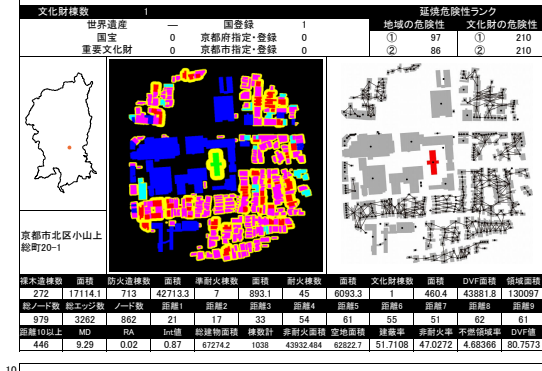 文化財棟数 1 延焼危険性ランク
世界遺産 — 国登録 1 地域の危険性 文化財の危険性
国宝 0 京都府指定・登録 0 ① 97 ① 210
重要文化財 0 京都市指定・登録 0 ② 86 ② 210
京都市北区小山上
総町20-1
裸木造棟数 面積 防火造棟数 面積 準耐火棟数 面積 耐火棟数 面積 文化財棟数 面積 DVF面積 領域面積
272 17114.1 713 42713.3 7 893.1 45 6093.3 1 460.4 43881.8 130097
総ノード数 総エッジ数 ノード数 距離1 距離2 距離3 距離4 距離5 距離6 距離7 距離8 距離9
979 3262 862 21 17 33 54 61 55 51 62 61
距離10以上 MD RA Int値 総建物面積 棟数計 非耐火面積 空地面積 建蔽率 非耐火率 不燃領域率 DVF値
446 9.29 0.02 0.87 67274.2 1038 43932.484 62822.7 51.7108 47.0272 4.68366 80.7573
10